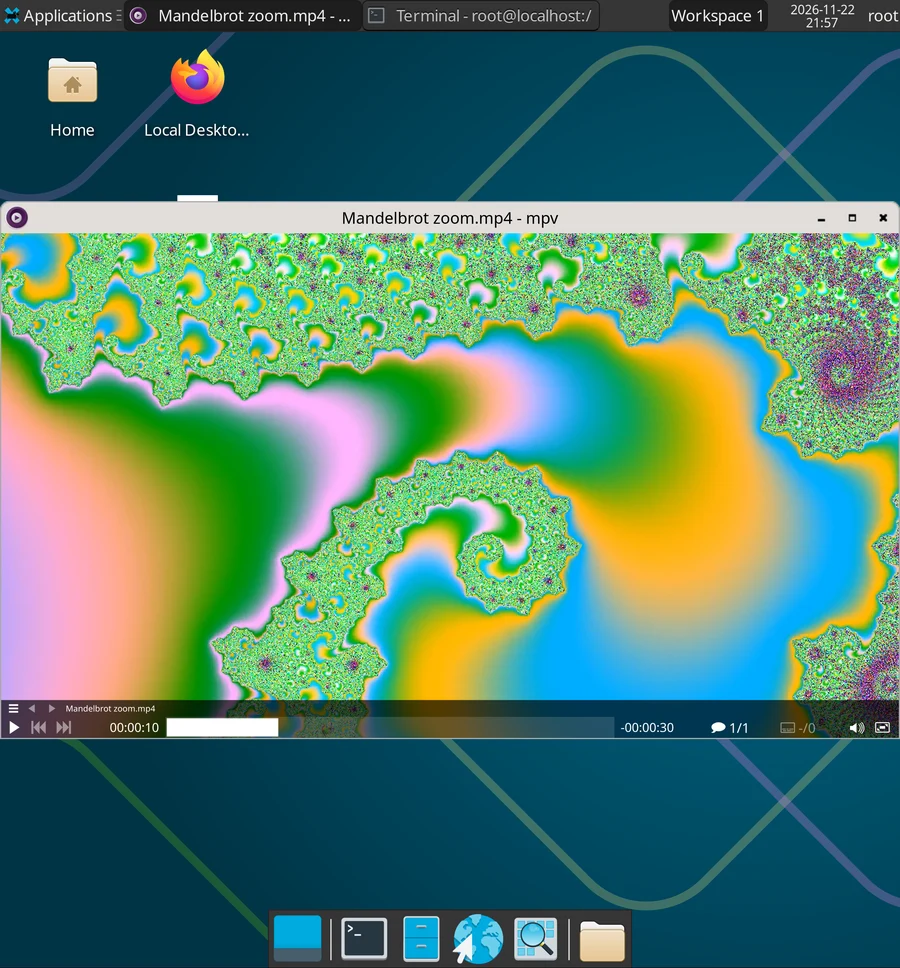 Applications
Mandelbrot zoom.mp4 - ...
Terminal - root@localhost:/
Workspace 1
2026-11-22
21:57
root
Home
Local Deskto...
Mandelbrot zoom.mp4 - mpv
Mandelbrot zoom.mp4
00:00:10
-00:00:30
1/1
-/0